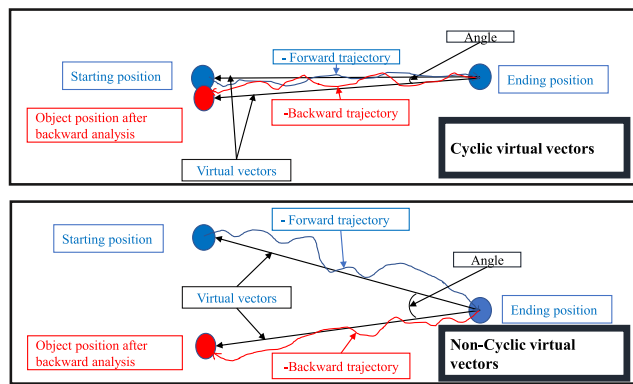 Angle
- Forward trajectory
Starting position
Ending position
Object position after
backward analysis
-Backward trajectory
Virtual vectors
Cyclic virtual vectors
- Forward trajectory
Starting position
Angle
Virtual vectors
Ending position
Object position after
backward analysis
-Backward trajectory
Non-Cyclic virtual
vectors